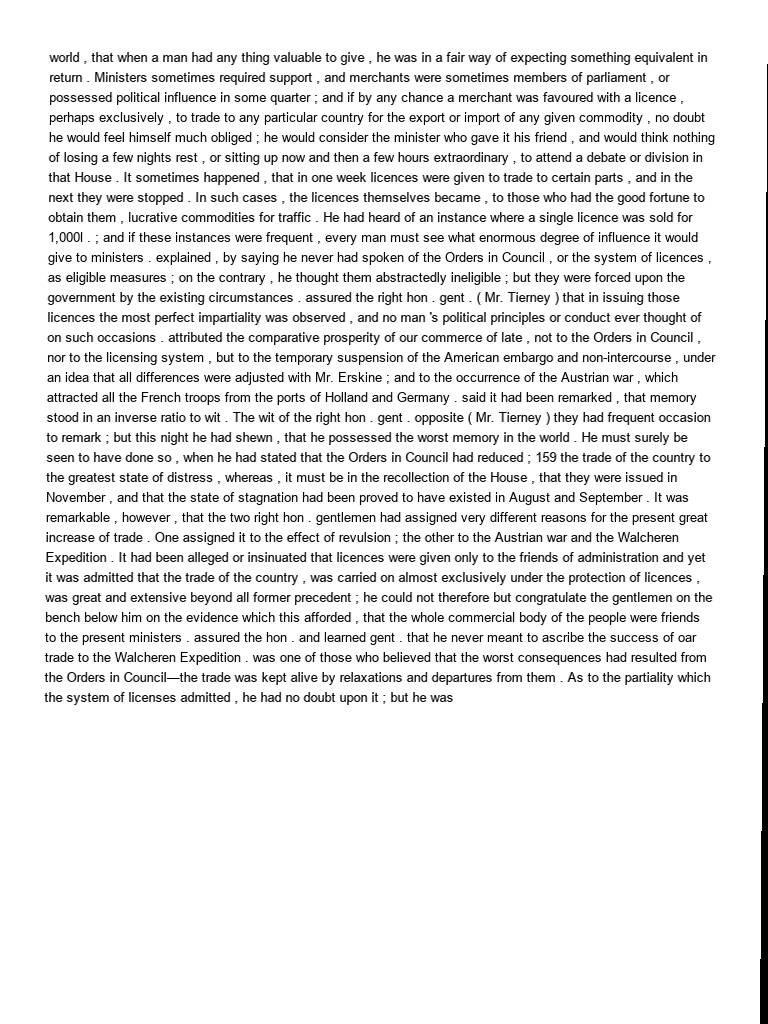 world , that when a man had any thing valuable to give , he was in a fair way of expecting something equivalent in
return . Ministers sometimes required support , and merchants were sometimes members of parliament , or
possessed political influence in some quarter ; and if by any chance a merchant was favoured with a licence ,
perhaps exclusively , to trade to any particular country for the export or import of any given commodity , no doubt
he would feel himself much obliged ; he would consider the minister who gave it his friend , and would think nothing
of losing a few nights rest , or sitting up now and then a few hours extraordinary , to attend a debate or division in
that House . It sometimes happened , that in one week licences were given to trade to certain parts , and in the
next they were stopped . In such cases , the licences themselves became , to those who had the good fortune to
obtain them , lucrative commodities for traffic . He had heard of an instance where a single licence was sold for
1,000l . ; and if these instances were frequent , every man must see what enormous degree of influence it would
give to ministers . explained , by saying he never had spoken of the Orders in Council , or the system of licences ,
as eligible measures ; on the contrary , he thought them abstractedly ineligible ; but they were forced upon the
government by the existing circumstances . assured the right hon . gent . ( Mr. Tierney ) that in issuing those
licences the most perfect impartiality was observed , and no man 's political principles or conduct ever thought of
on such occasions . attributed the comparative prosperity of our commerce of late , not to the Orders in Council ,
nor to the licensing system , but to the temporary suspension of the American embargo and non-intercourse , under
an idea that all differences were adjusted with Mr. Erskine ; and to the occurrence of the Austrian war , which
attracted all the French troops from the ports of Holland and Germany . said it had been remarked , that memory
stood in an inverse ratio to wit . The wit of the right hon . gent . opposite ( Mr. Tierney ) they had frequent occasion
to remark ; but this night he had shewn , that he possessed the worst memory in the world . He must surely be
seen to have done so , when he had stated that the Orders in Council had reduced ; 159 the trade of the country to
the greatest state of distress , whereas , it must be in the recollection of the House , that they were issued in
November , and that the state of stagnation had been proved to have existed in August and September . It was
remarkable , however , that the two right hon . gentlemen had assigned very different reasons for the present great
increase of trade . One assigned it to the effect of revulsion ; the other to the Austrian war and the Walcheren
Expedition . It had been alleged or insinuated that licences were given only to the friends of administration and yet
it was admitted that the trade of the country , was carried on almost exclusively under the protection of licences ,
was great and extensive beyond all former precedent ; he could not therefore but congratulate the gentlemen on the
bench below him on the evidence which this afforded , that the whole commercial body of the people were friends
to the present ministers . assured the hon . and learned gent . that he never meant to ascribe the success of oar
trade to the Walcheren Expedition . was one of those who believed that the worst consequences had resulted from
the Orders in Council—the trade was kept alive by relaxations and departures from them . As to the partiality which
the system of licenses admitted , he had no doubt upon it ; but he was